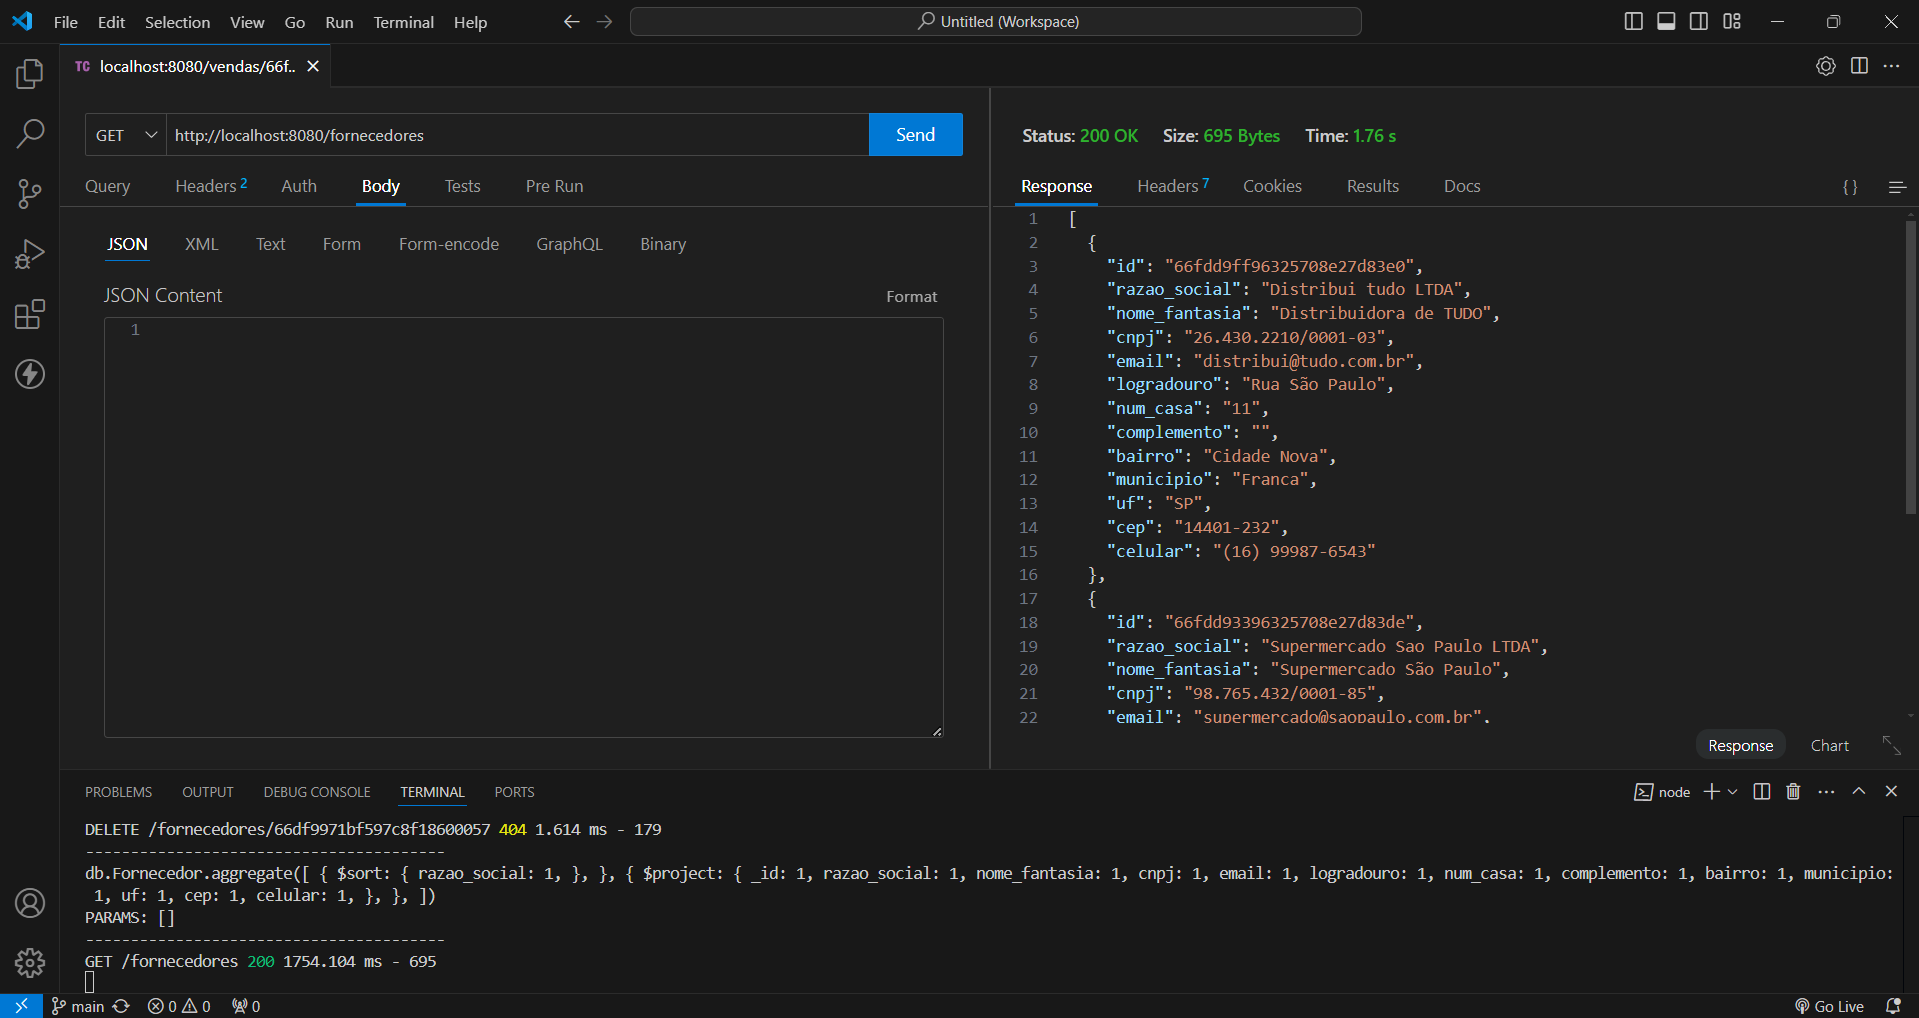 File Edit Selection View Go Run Terminal Help
Untitled (Workspace)
TC localhost:8080/vendas/66f..
GET http://localhost:8080/fornecedores Send
Query Headers 2 Auth Body Tests Pre Run
JSON XML Text Form Form-encode GraphQL Binary
JSON Content
Format
1
Status: 200 OK Size: 695 Bytes Time: 1.76 s
Response Headers 7 Cookies Results Docs
{ }
1 [
2 {
3 "id": "66fdd9ff96325708e27d83e0",
4 "razao_social": "Distribui tudo LTDA",
5 "nome_fantasia": "Distribuidora de TUDO",
6 "cnpj": "26.430.2210/0001-03",
7 "email": "distribui@tudo.com.br",
8 "logradouro": "Rua São Paulo",
9 "num_casa": "11",
10 "complemento": "",
11 "bairro": "Cidade Nova",
12 "municipio": "Franca",
13 "uf": "SP",
14 "cep": "14401-232",
15 "celular": "(16) 99987-6543"
16 },
17 {
18 "id": "66fdd93396325708e27d83de",
19 "razao_social": "Supermercado Sao Paulo LTDA",
20 "nome_fantasia": "Supermercado São Paulo",
21 "cnpj": "98.765.432/0001-85",
22 "email": "supermercado@saopaulo.com.br",
Response Chart
PROBLEMS OUTPUT DEBUG CONSOLE TERMINAL PORTS
node
DELETE /fornecedores/66df9971bf597c8f18600057 404 1.614 ms - 179
----------------------------------------
db.Fornecedor.aggregate([ { $sort: { razao_social: 1, }, }, { $project: { _id: 1, razao_social: 1, nome_fantasia: 1, cnpj: 1, email: 1, logradouro: 1, num_casa: 1, complemento: 1, bairro: 1, municipio:
1, uf: 1, cep: 1, celular: 1, }, }, ])
PARAMS: []
----------------------------------------
GET /fornecedores 200 1754.104 ms - 695
main 0 0 0
Go Live